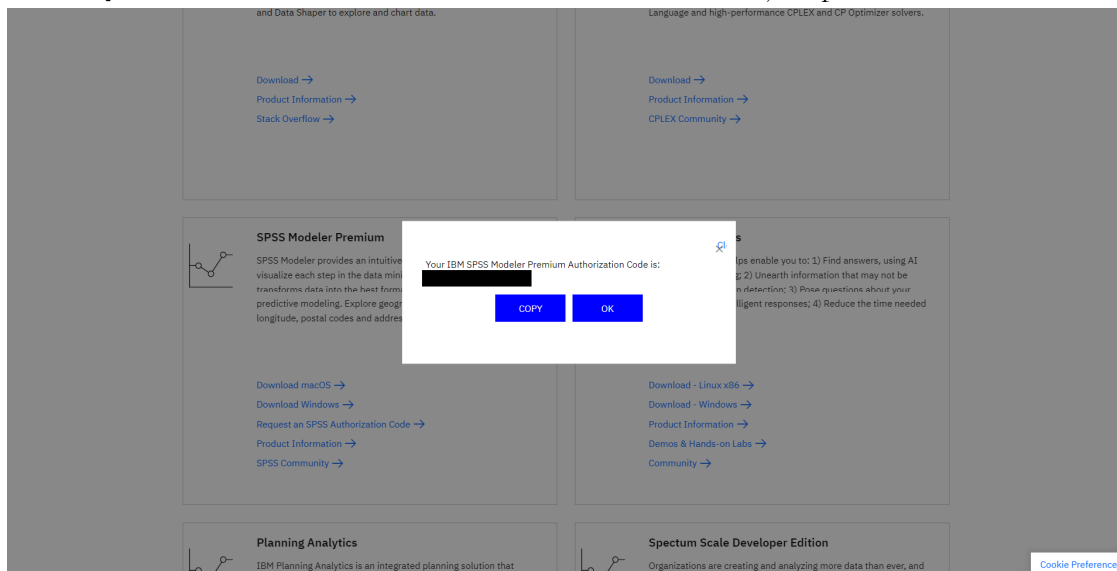 and Data Shaper to explore and chart data.
Download →
Product Information →
Stack Overflow →
Language and high-performance CPLEX and CP Optimizer solvers.
Download →
Product Information →
CPLEX Community →
SPSS Modeler Premium
SPSS Modeler provides an intuitive
visualize each step in the data mini
transforms data into the best form
predictive modeling. Explore geogr
longitude, postal codes and addres
Download macOS →
Download Windows →
Request an SPSS Authorization Code →
Product Information →
SPSS Community →
Your IBM SPSS Modeler Premium Authorization Code is:
COPY
OK
s
lps enable you to: 1) Find answers, using AI
; 2) Unearth information that may not be
n detection; 3) Pose questions about your
lligent responses; 4) Reduce the time needed
Download - Linux x86 →
Download - Windows →
Product Information →
Demos & Hands-on Labs →
Community →
Planning Analytics
IBM Planning Analytics is an integrated planning solution that
Spectum Scale Developer Edition
Organizations are creating and analyzing more data than ever, and
Cookie Preference